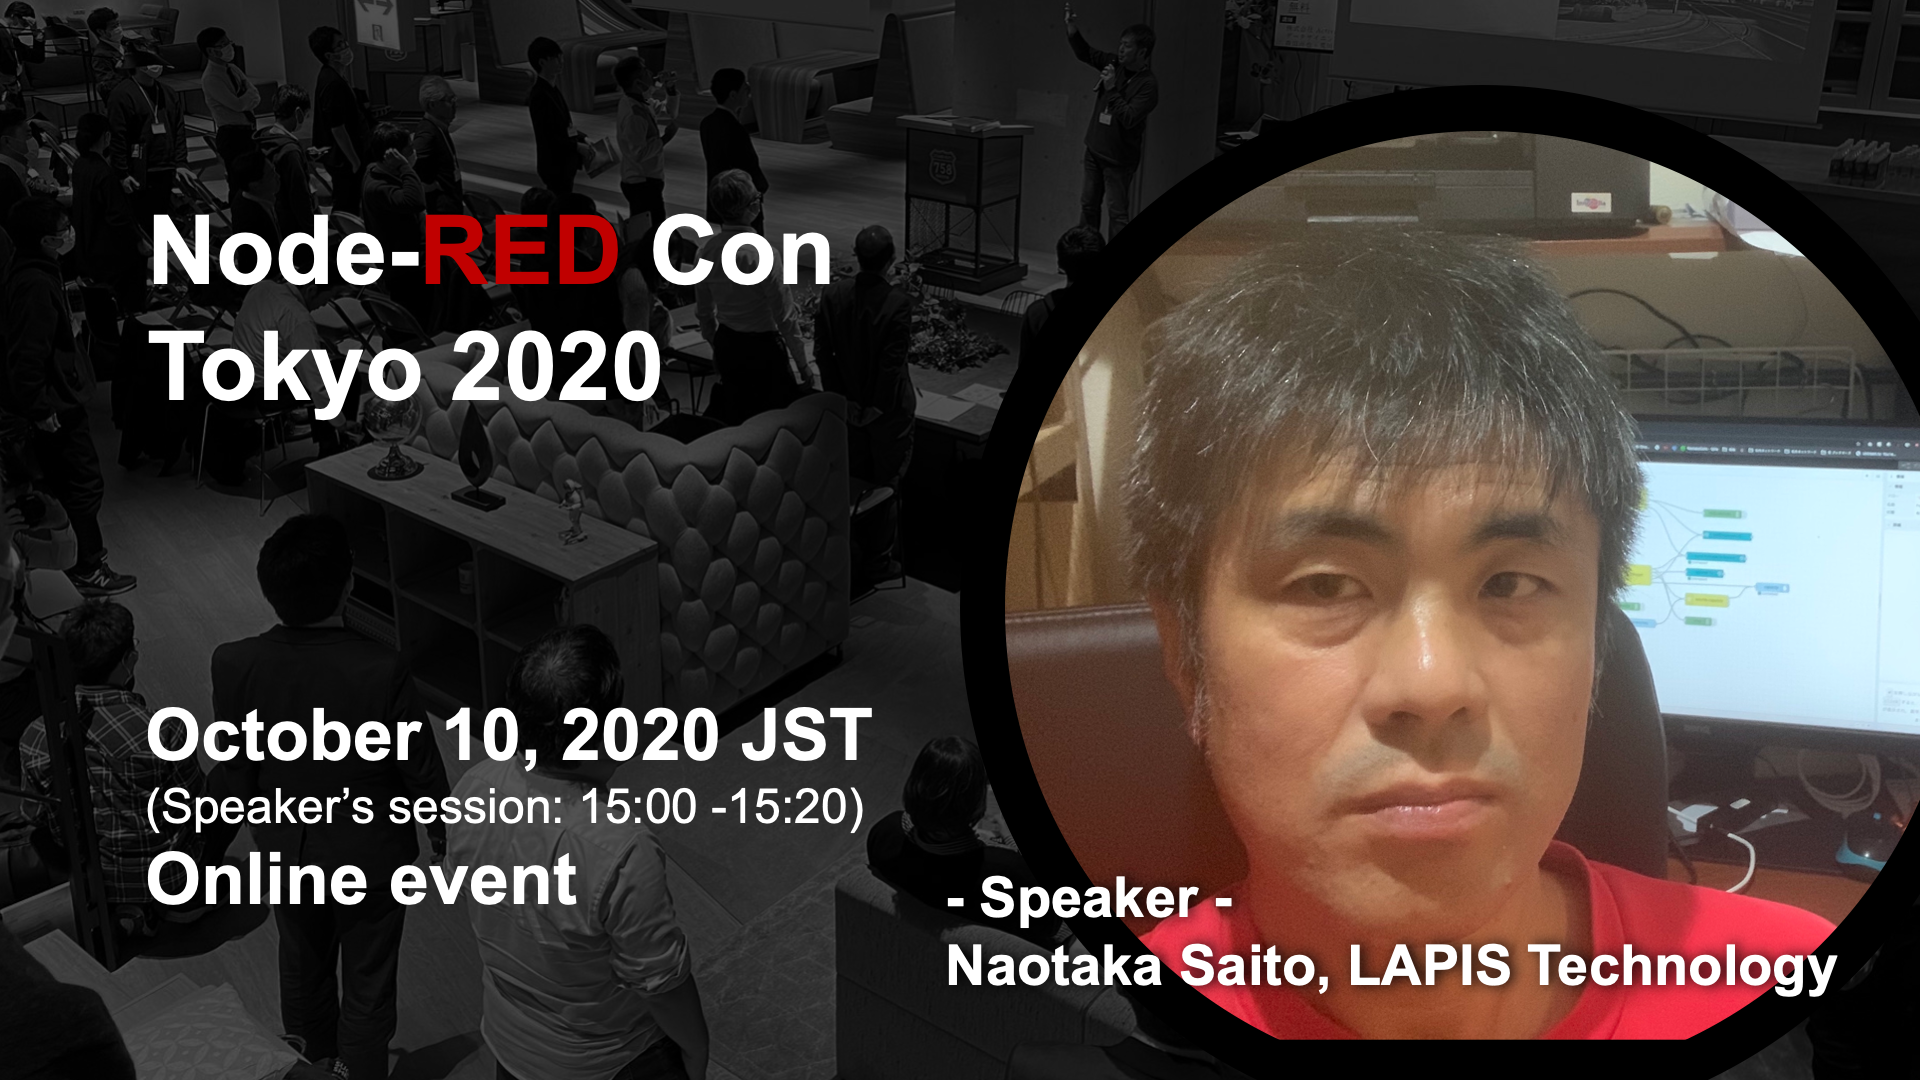 Node-RED Con
Tokyo 2020
October 10, 2020 JST
(Speaker’s session: 15:00 -15:20)
Online event
- Speaker -
Naotaka Saito, LAPIS Technology
758